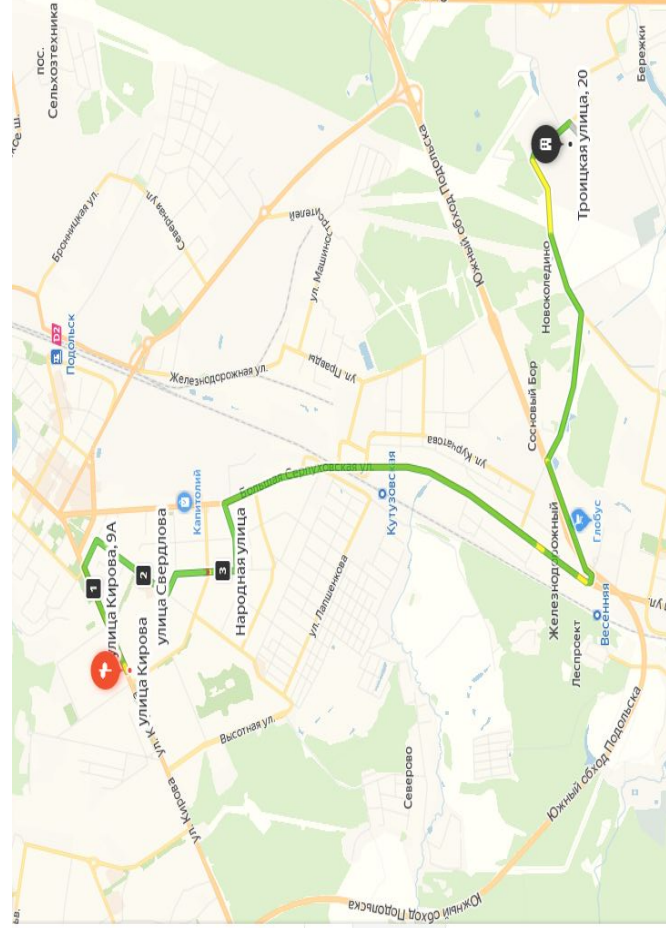 пос.
Сельхозтехника
Бронницкая ул.
Северная ул.
D2
Подольск
Железнодорожная ул.
ул. Машиностроителей
ул. Правды
Южный обход Подольска
Бережки
Троицкая улица, 20
Новоколедино
Сосновый Бор
ул. Курчатова
Большая Серпуховская ул.
Капитолий
Кутузовская
1
улица Кирова, 9А
2
улица Свердлова
3
Народная улица
улица Кирова
ул. К
ул. Кирова
Высотная ул.
ул. Лапшенкова
Железнодорожный
Глобус
Весенняя
Леспроект
Северово
Южный обход Подольска
Южный обход Подольска